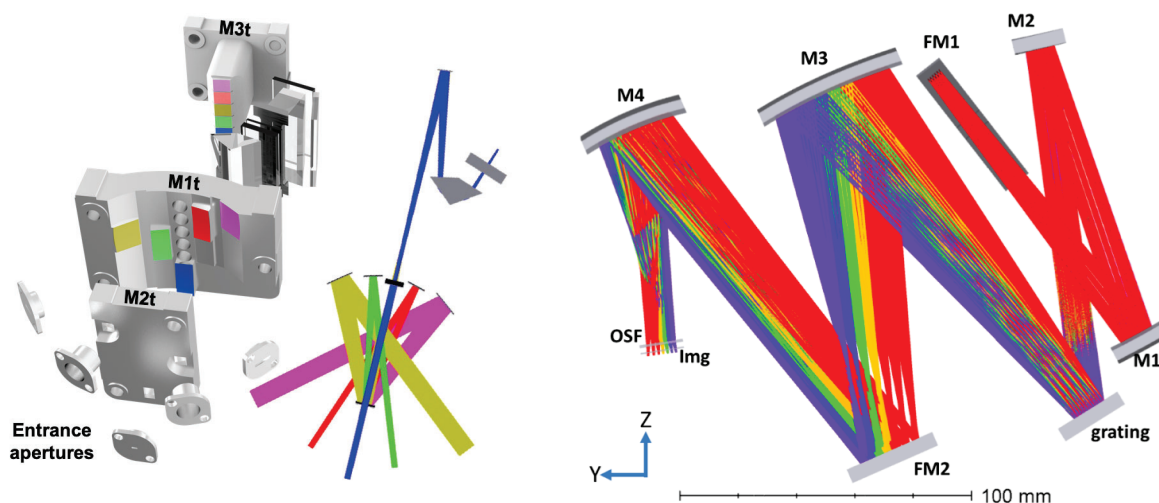 M3t
M1t
M2t
Entrance
apertures
M2
FM1
M3
M4
OSF
Img
M1
grating
Z
Y
FM2
100 mm